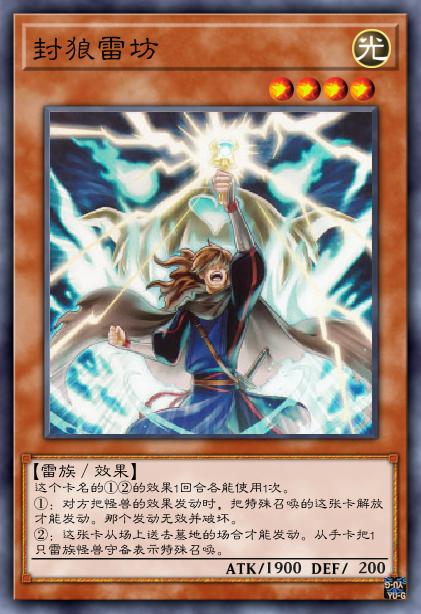 封狼雷坊
光
【雷族／效果】
这个卡名的①②的效果1回合各能使用1次。
①：对方把怪兽的效果发动时，把特殊召唤的这张卡解放
才能发动。那个发动无效并破坏。
②：这张卡从场上送去墓地的场合才能发动。从手卡把1
只雷族怪兽守备表示特殊召唤。
ATK/1900 DEF/ 200